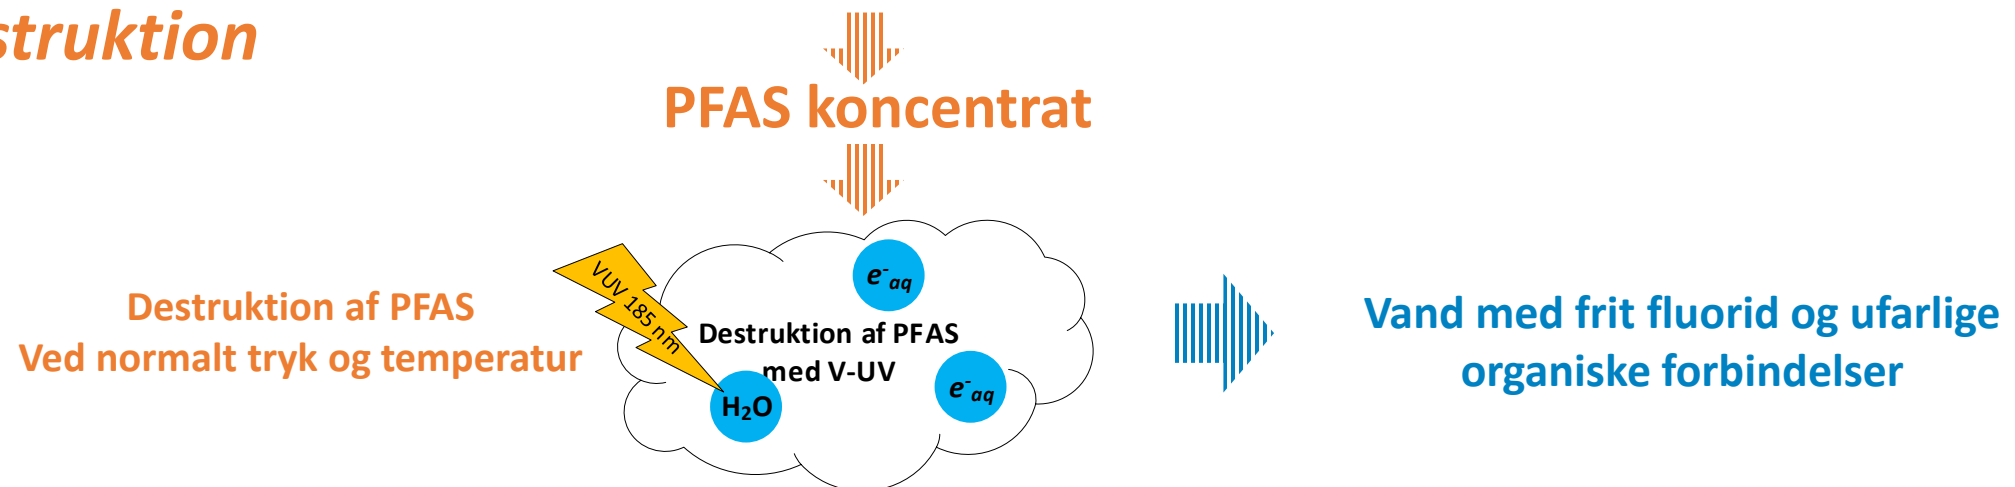 struktion
PFAS koncentrat
Destruktion af PFAS
Ved normalt tryk og temperatur
VUV 185 nm
e⁻aq
Destruktion af PFAS
med V-UV
H₂O
e⁻aq
Vand med frit fluorid og ufarlige
organiske forbindelser